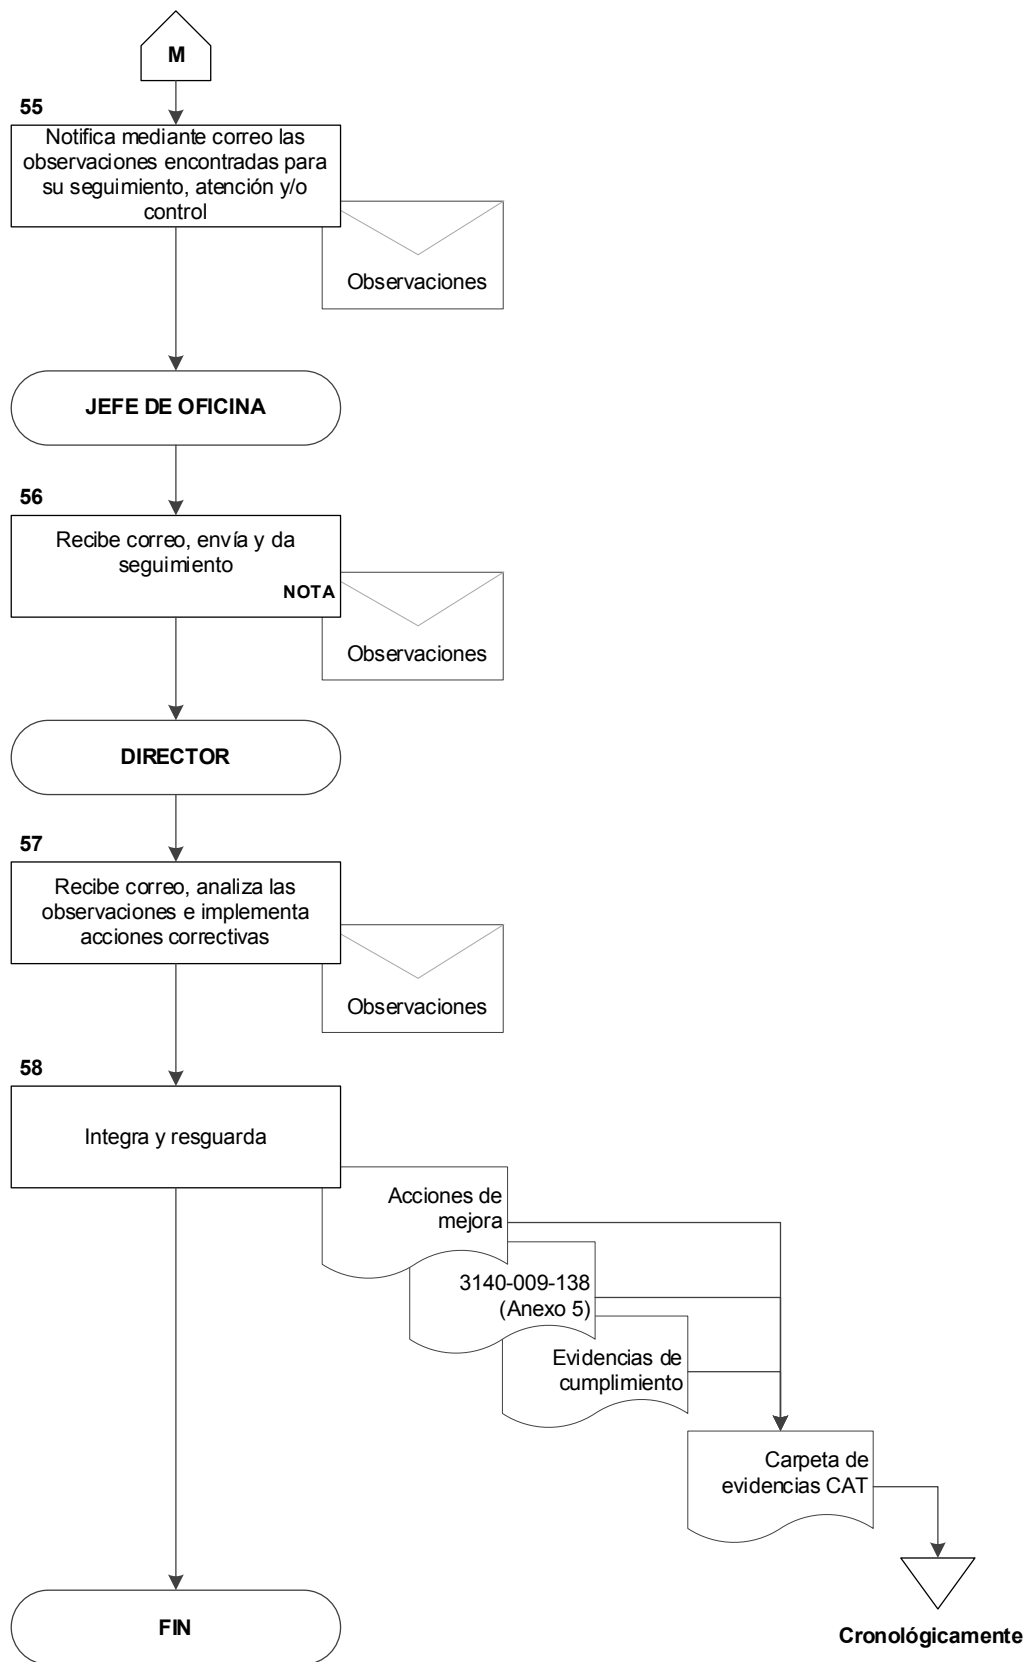 M
55
Notifica mediante correo las
observaciones encontradas para
su seguimiento, atención y/o
control
Observaciones
JEFE DE OFICINA
56
Recibe correo, envía y da
seguimiento
NOTA
Observaciones
DIRECTOR
57
Recibe correo, analiza las
observaciones e implementa
acciones correctivas
Observaciones
58
Integra y resguarda
Acciones de
mejora
3140-009-138
(Anexo 5)
Evidencias de
cumplimiento
Carpeta de
evidencias CAT
Cronológicamente
FIN